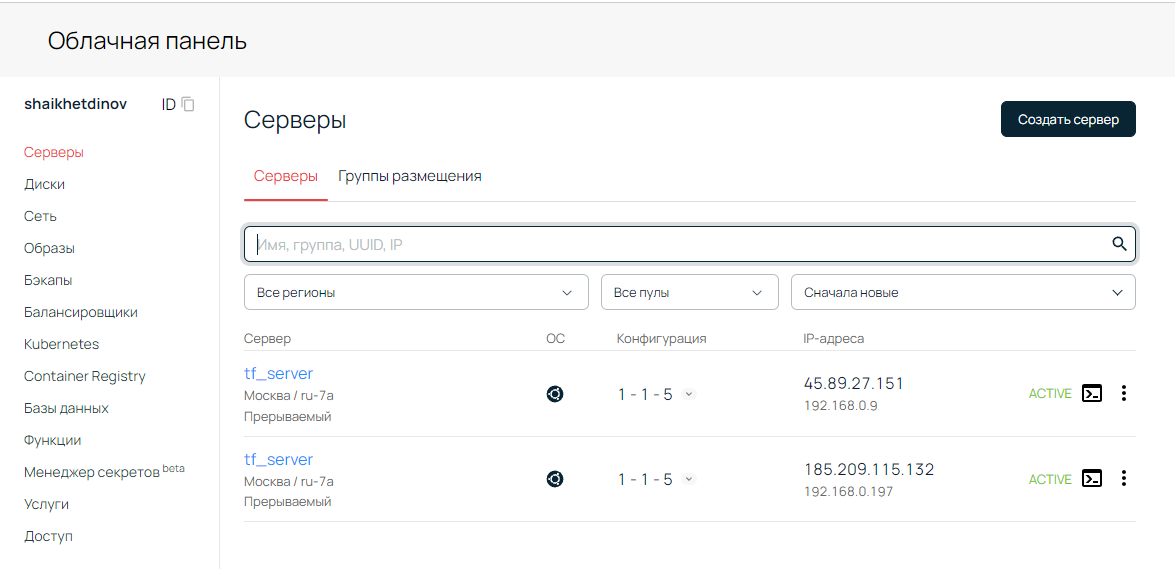 Облачная панель
shaikhetdinov ID
Серверы
Диски
Сеть
Образы
Бэкапы
Балансировщики
Kubernetes
Container Registry
Базы данных
Функции
Менеджер секретов beta
Услуги
Доступ
Серверы
Создать сервер
Серверы Группы размещения
Имя, группа, UUID, IP
Все регионы Все пулы Сначала новые
Сервер ОС Конфигурация IP-адреса
tf_server
Москва / ru-7a
Прерываемый
1 - 1 - 5
45.89.27.151
192.168.0.9
ACTIVE
tf_server
Москва / ru-7a
Прерываемый
1 - 1 - 5
185.209.115.132
192.168.0.197
ACTIVE